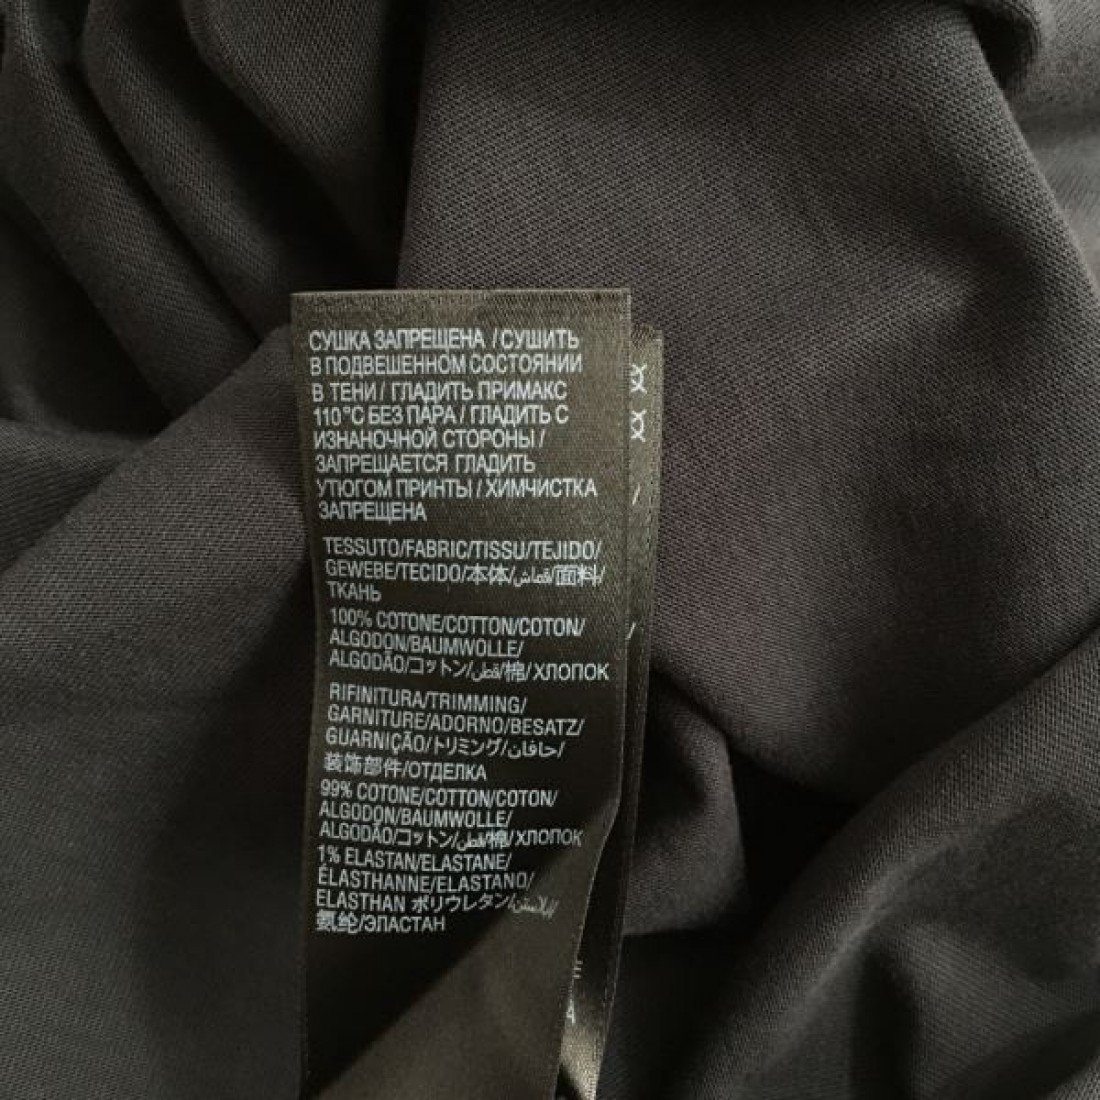 СУШКА ЗАПРЕЩЕНА / СУШИТЬ
В ПОДВЕШЕННОМ СОСТОЯНИИ
В ТЕНИ / ГЛАДИТЬ ПРИМАКС
110°C БЕЗ ПАРА / ГЛАДИТЬ С
ИЗНАНОЧНОЙ СТОРОНЫ /
ЗАПРЕЩАЕТСЯ ГЛАДИТЬ
УТЮГОМ ПРИНТЫ / ХИМЧИСТКА
ЗАПРЕЩЕНА
TESSUTO/FABRIC/TISSU/TEJIDO/
GEWEBE/TECIDO/本体/قماش/面料/
ТКАНЬ
100% COTONE/COTTON/COTON/
ALGODON/BAUMWOLLE/
ALGODÃO/コットン/قطن/棉/ХЛОПОК
RIFINITURA/TRIMMING/
GARNITURE/ADORNO/BESATZ/
GUARNIÇÃO/トリミング/حافان/
装饰部件/ОТДЕЛКА
99% COTONE/COTTON/COTON/
ALGODON/BAUMWOLLE/
ALGODÃO/コットン/قطن/棉/ХЛОПОК
1% ELASTAN/ELASTANE/
ÉLASTHANNE/ELASTANO/
ELASTHAN ポリウレタン/
氨纶/ЭЛАСТАН